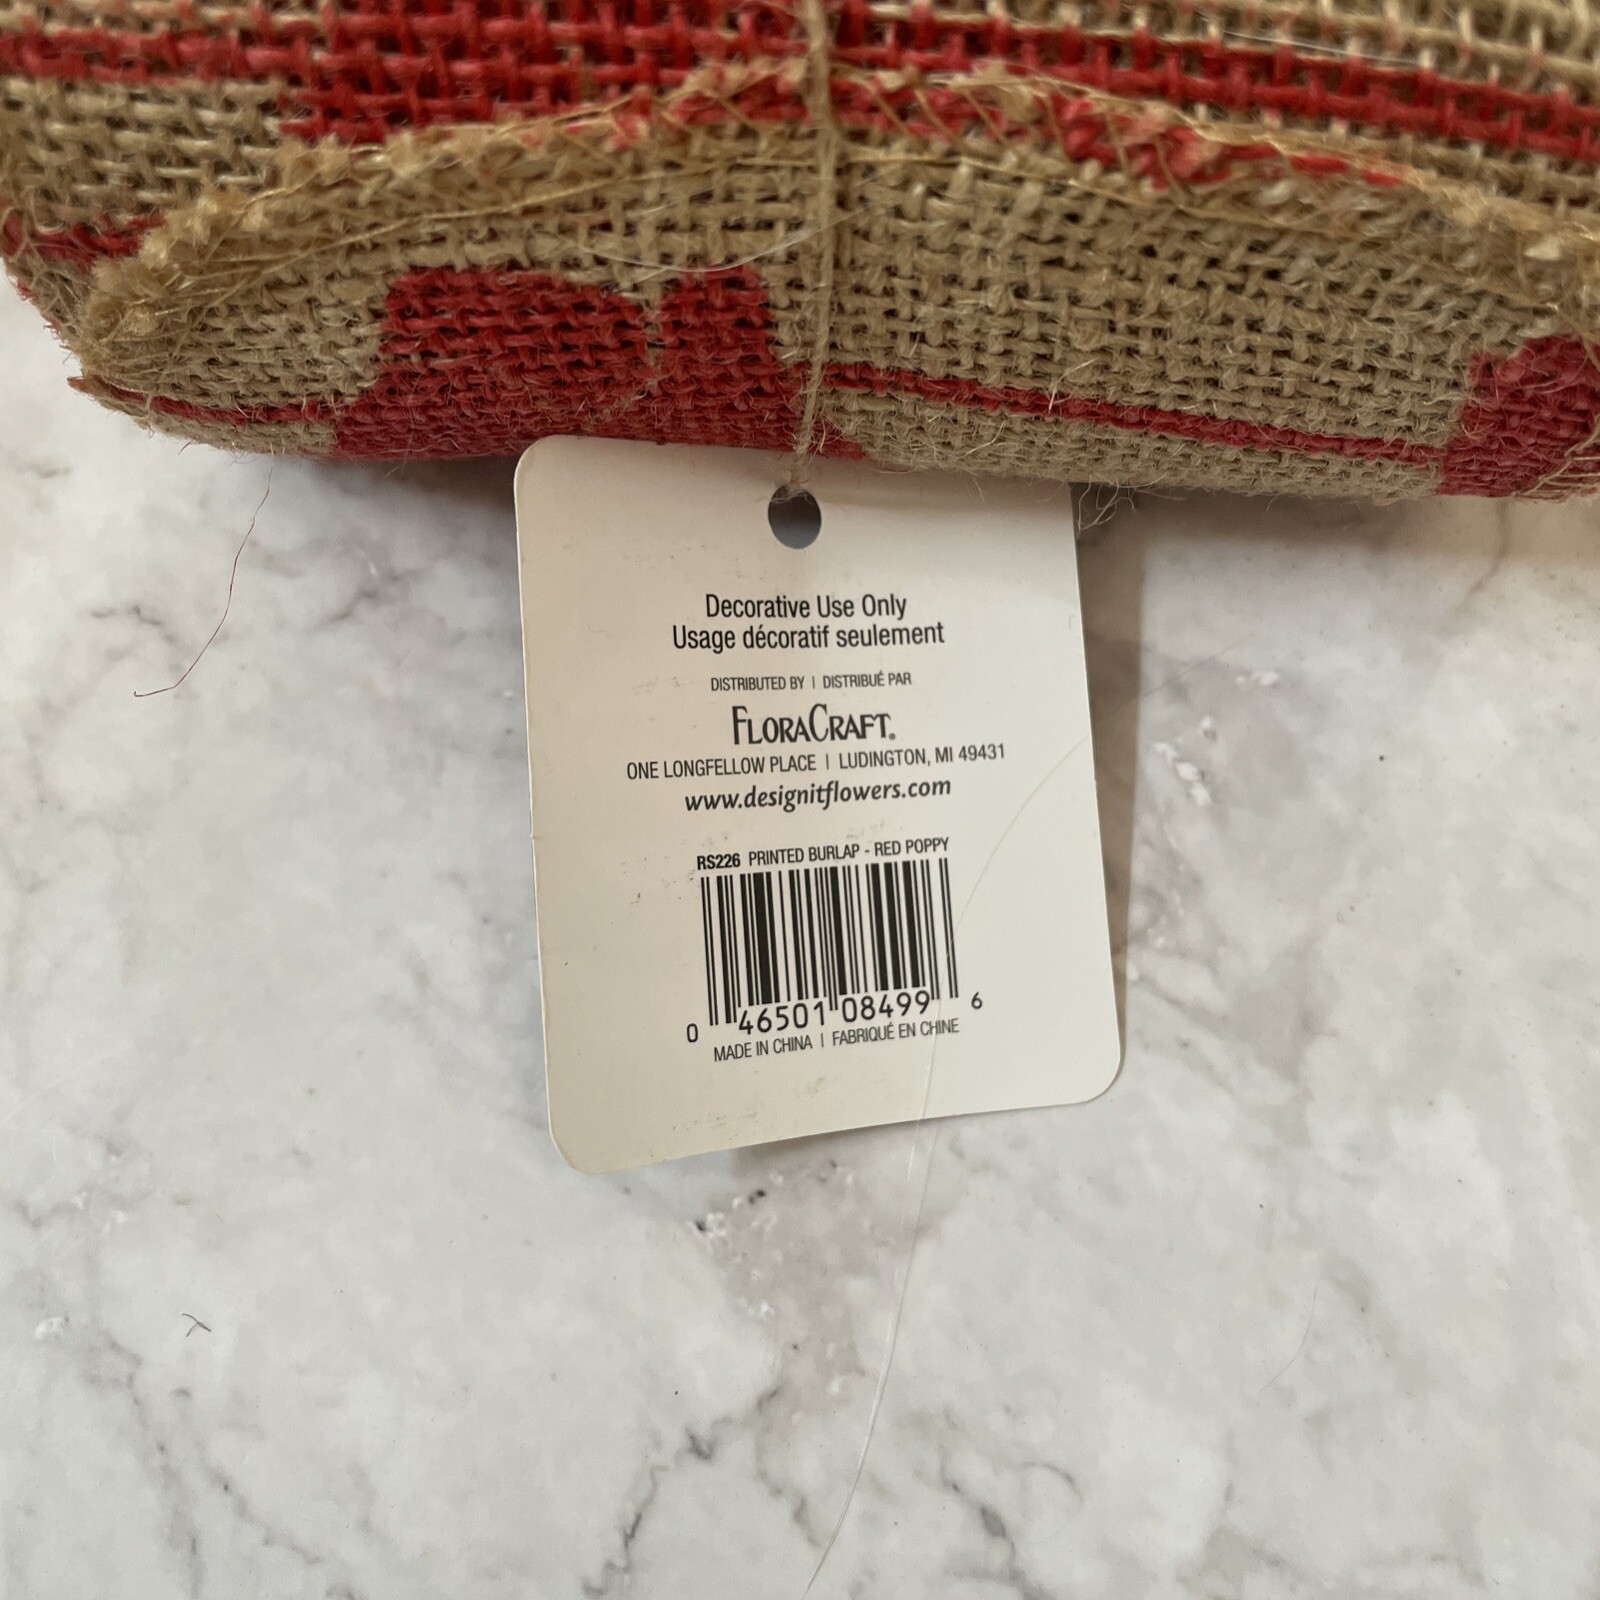 Decorative Use Only
Usage décoratif seulement
DISTRIBUTED BY | DISTRIBUÉ PAR
FLORACRAFT®
ONE LONGFELLOW PLACE | LUDINGTON, MI 49431
www.designitflowers.com
RS226 PRINTED BURLAP - RED POPPY
0 46501 08499 6
MADE IN CHINA | FABRIQUÉ EN CHINE